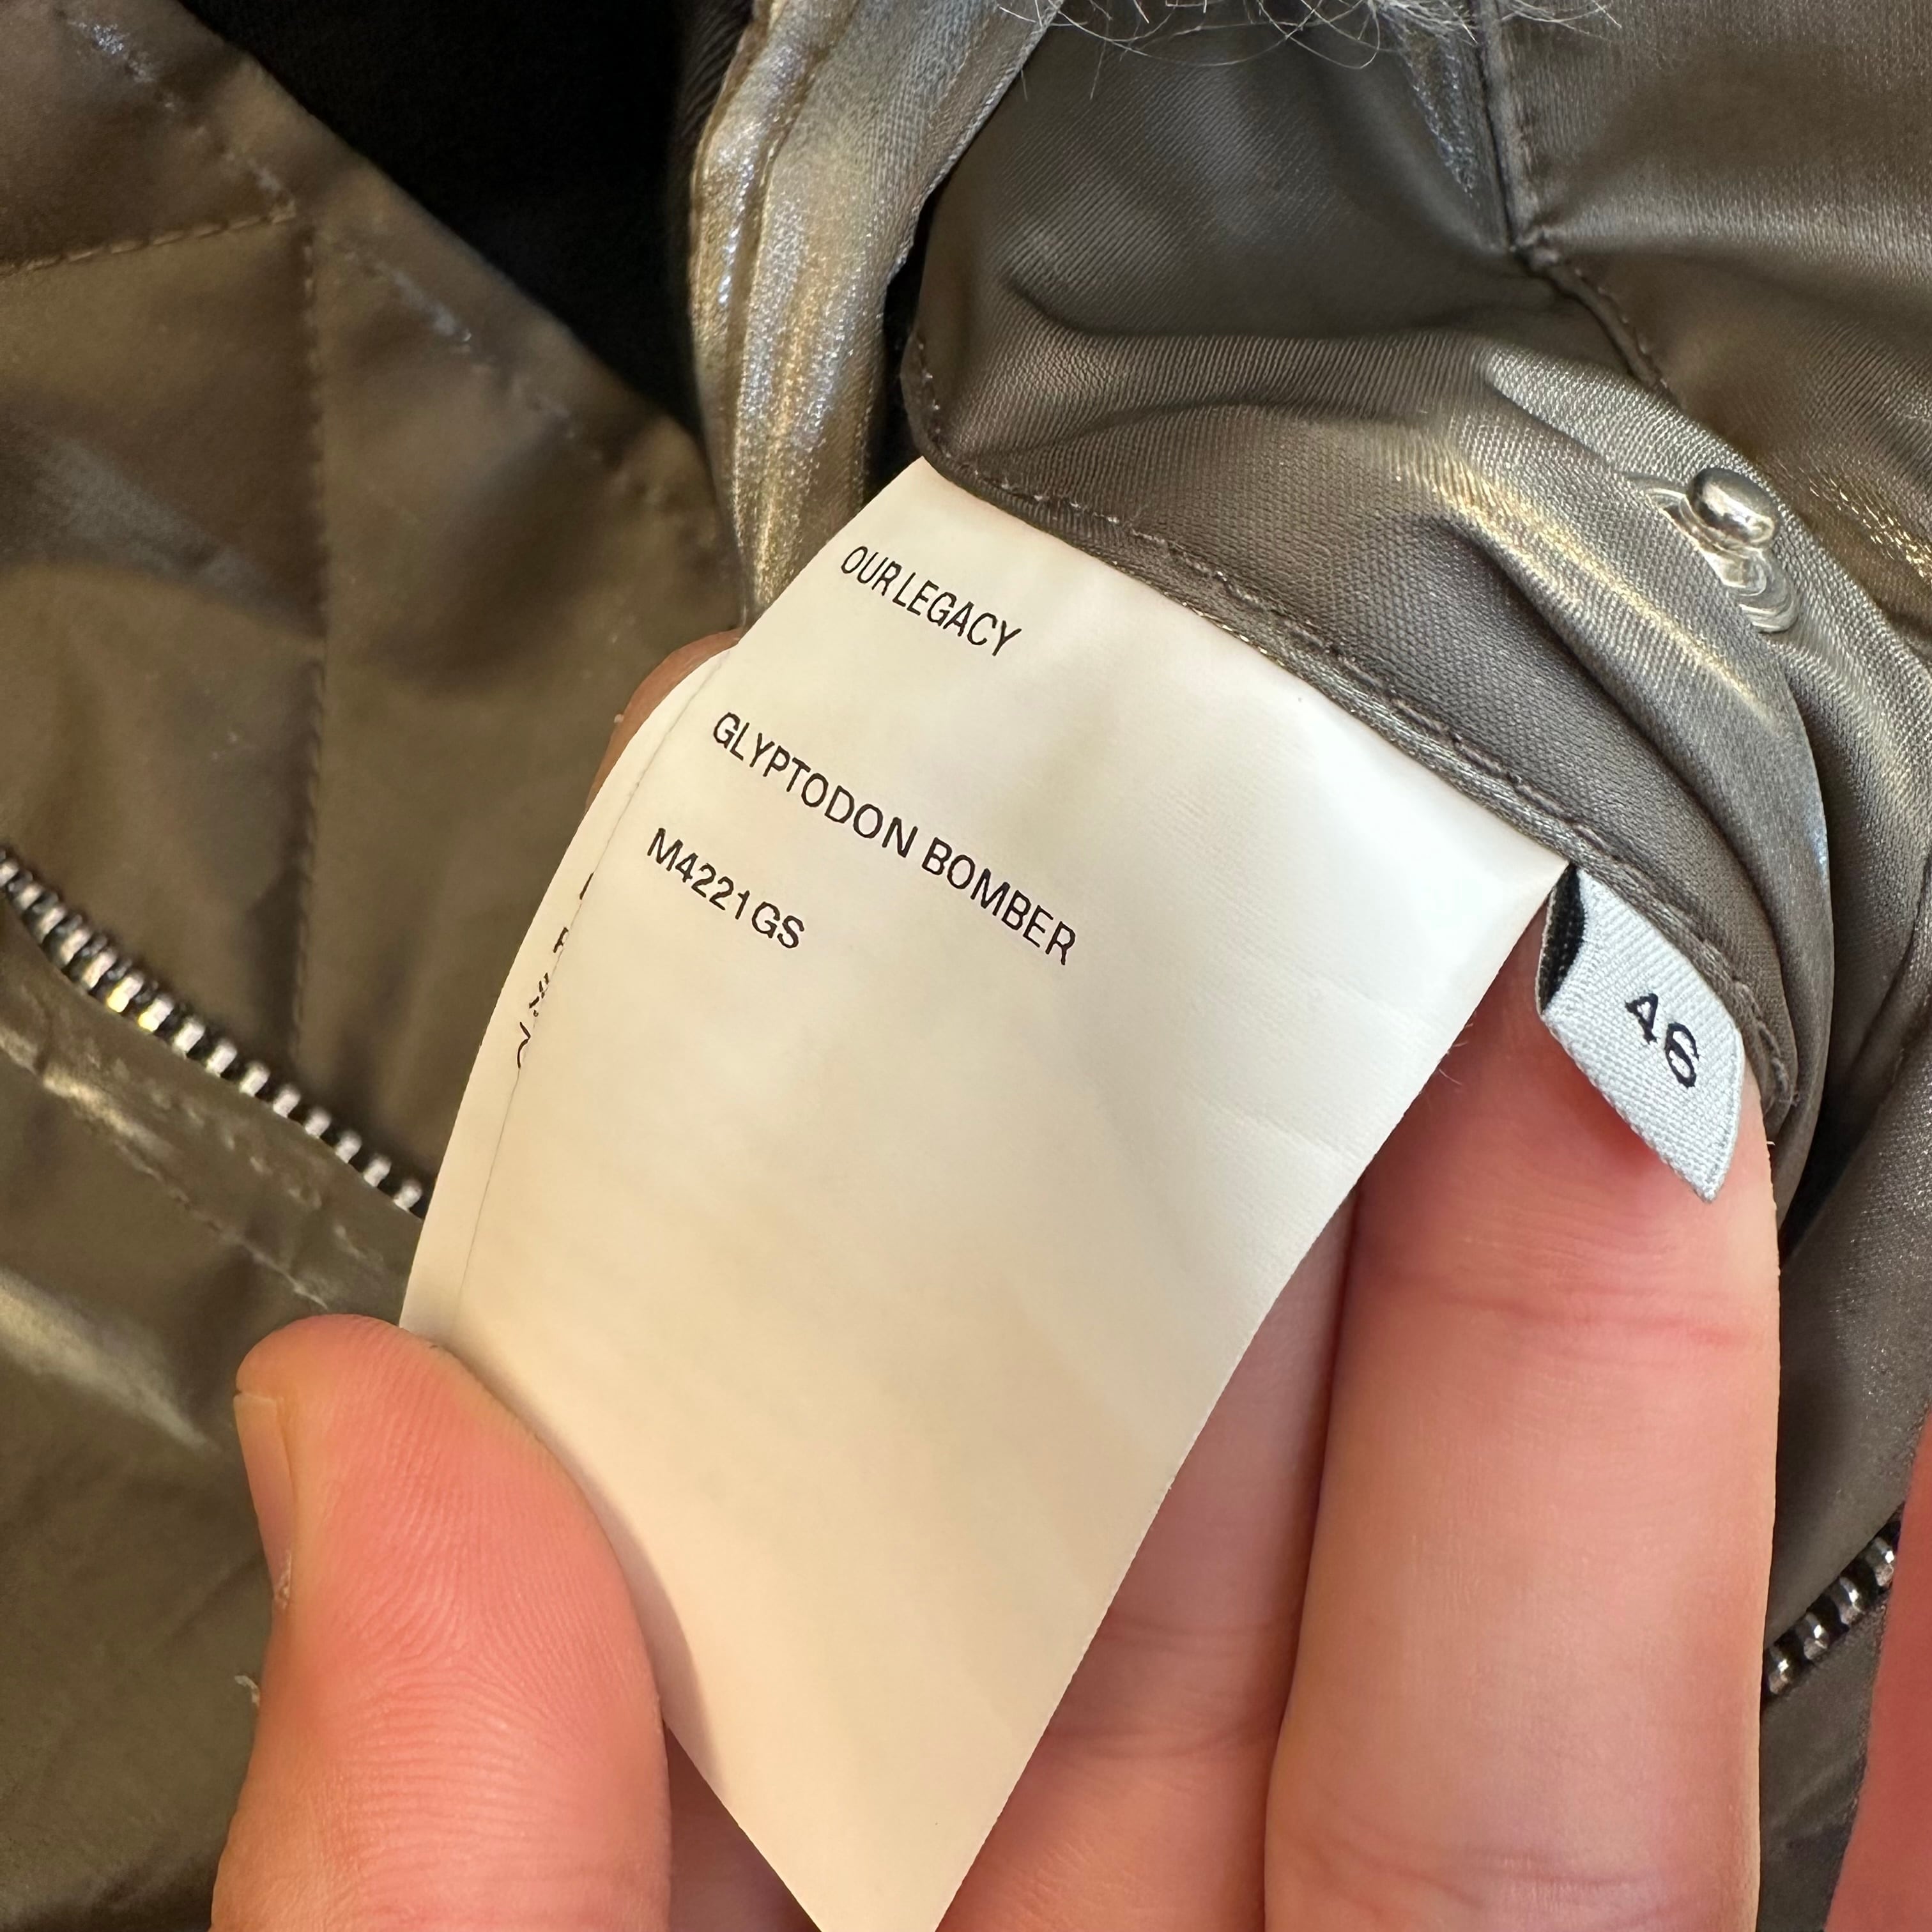 OUR LEGACY
GLYPTODON BOMBER
M4221GS
46